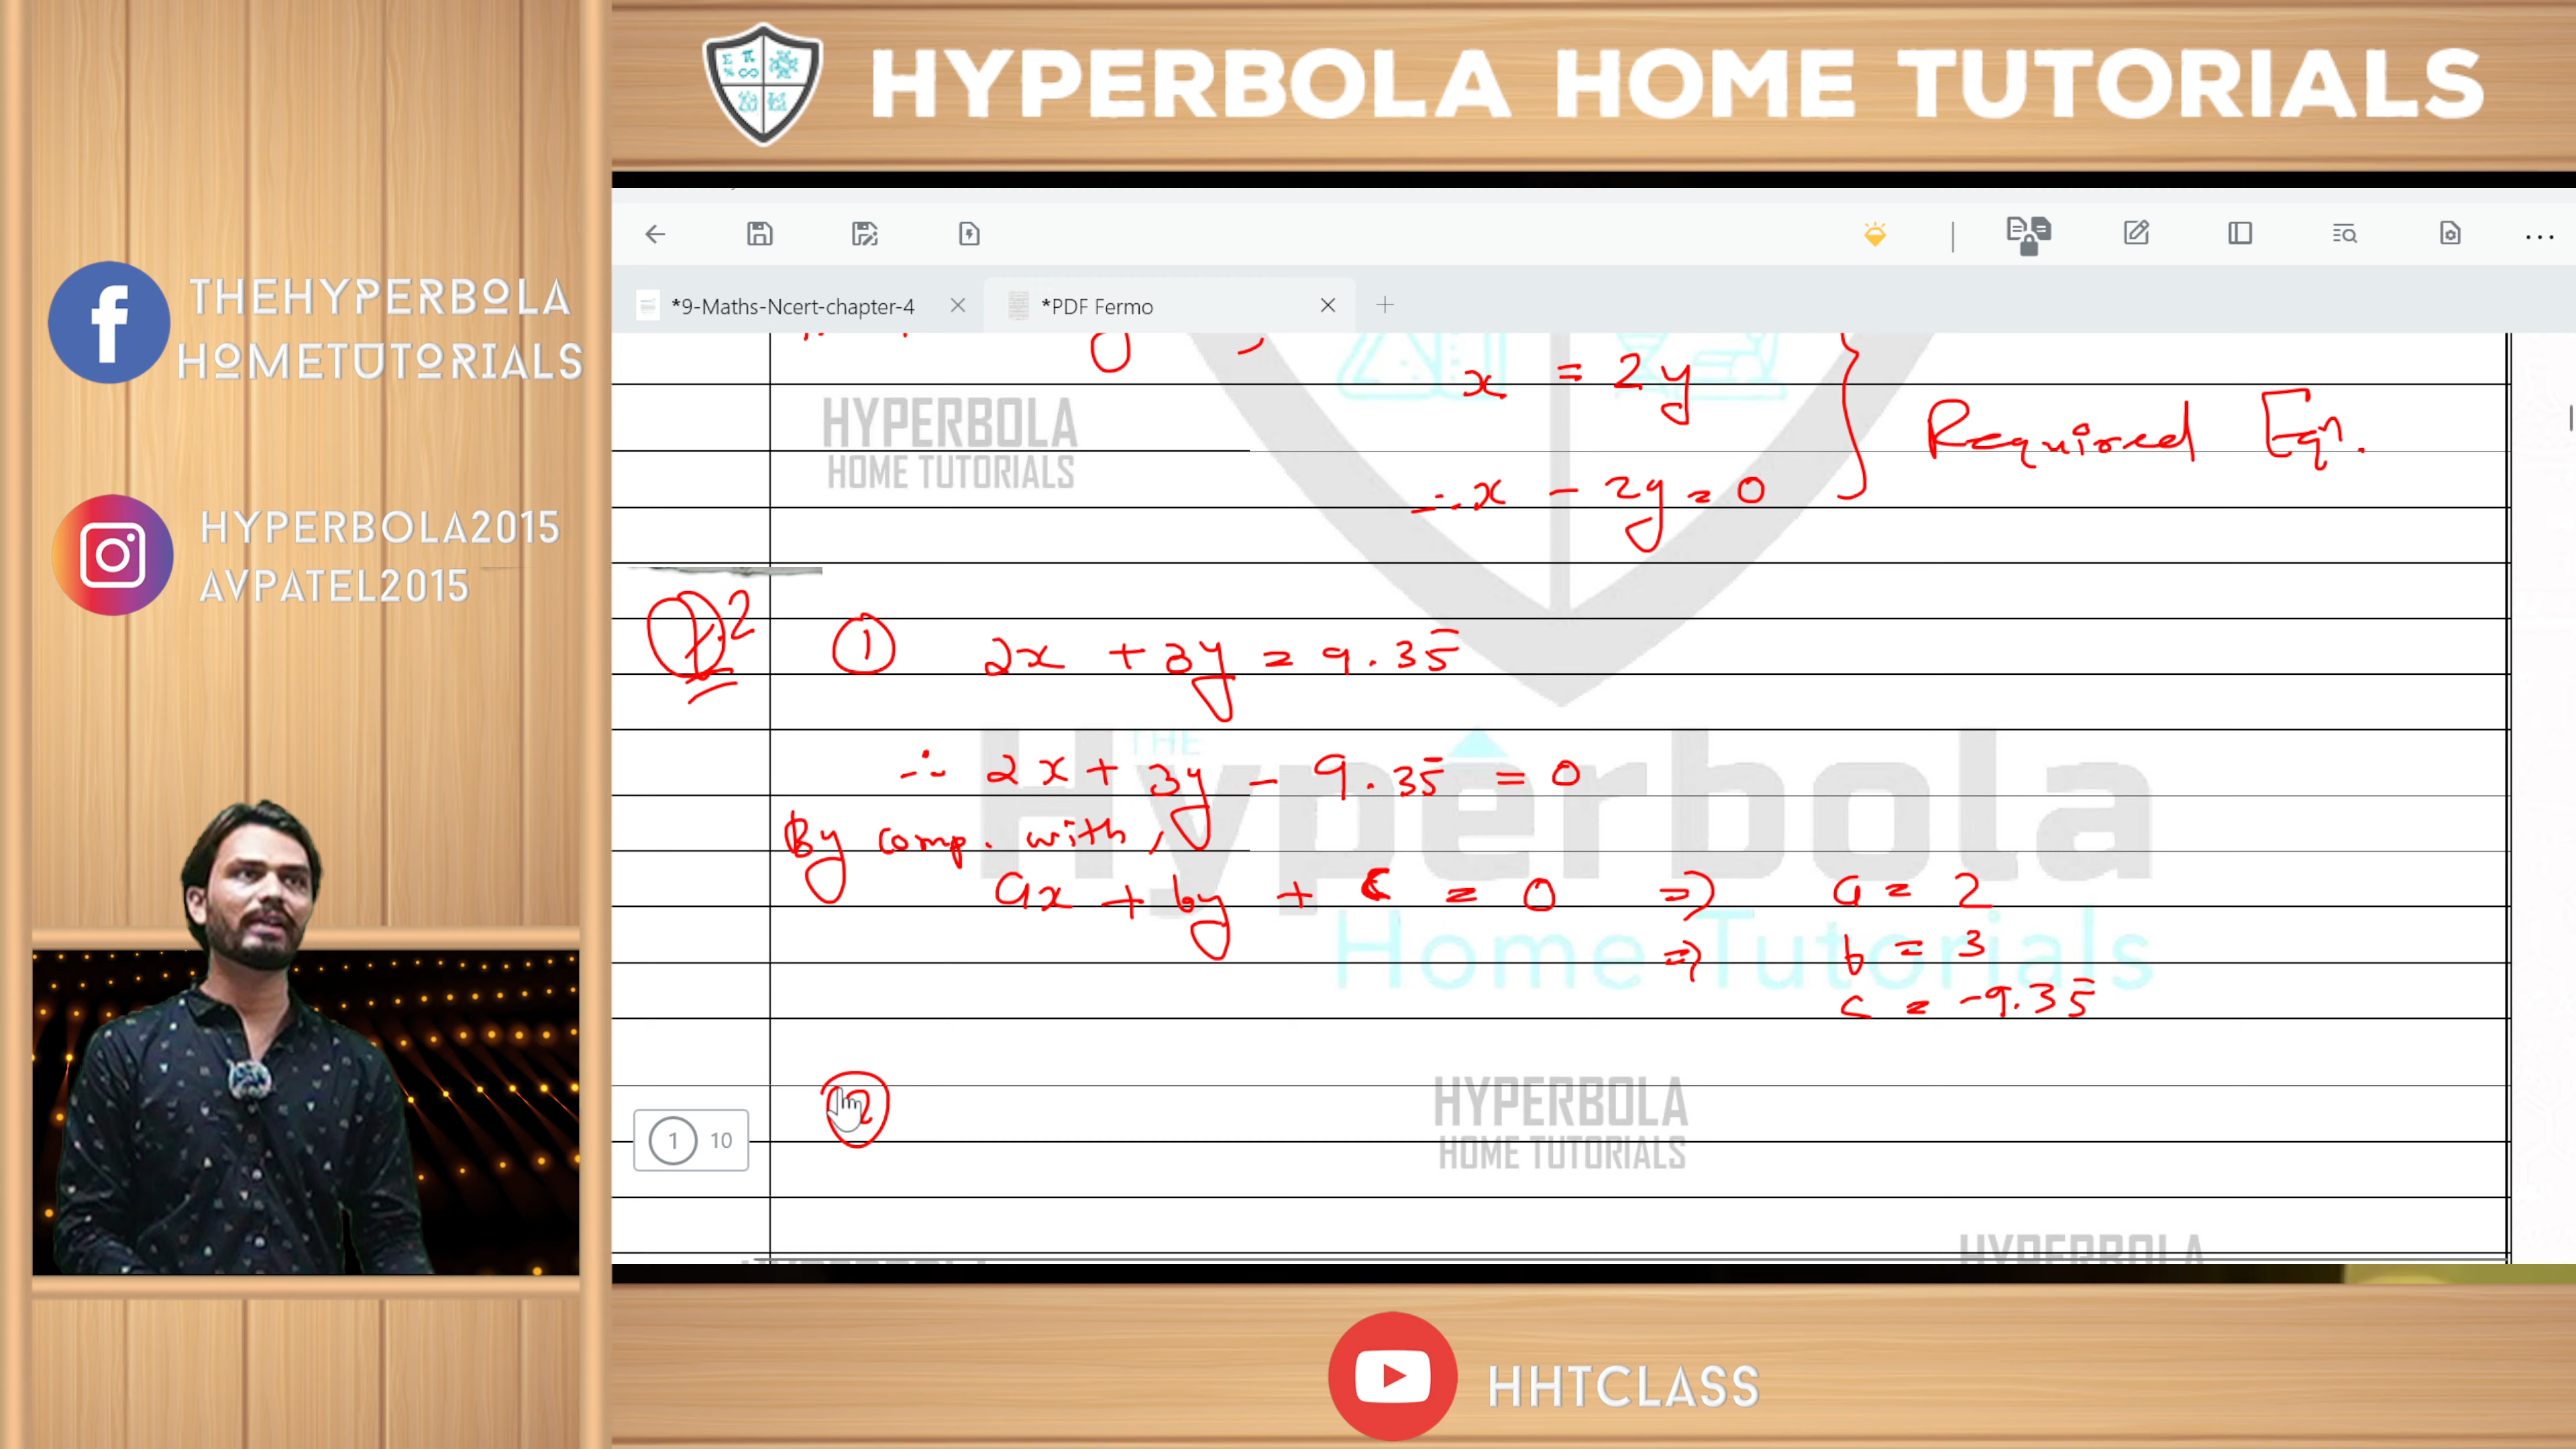 HYPERBOLA HOME TUTORIALS
THEHYPERBOLA
HOMETUTORIALS
HYPERBOLA2015
AVPATEL2015
*9-Maths-Ncert-chapter-4
*PDF Fermo
x = 2y
∴ x - 2y = 0
Required Eqn.
HYPERBOLA
HOME TUTORIALS
2
① 2x + 3y = 9.35
∴ 2x + 3y - 9.35 = 0
By comp. with,
ax + by + c = 0 ⇒ a = 2
⇒ b = 3
c = -9.35
THE
Hyperbola
Home Tutorials
②
1 10
HYPERBOLA
HOME TUTORIALS
HYPERBOLA
HHTCLASS